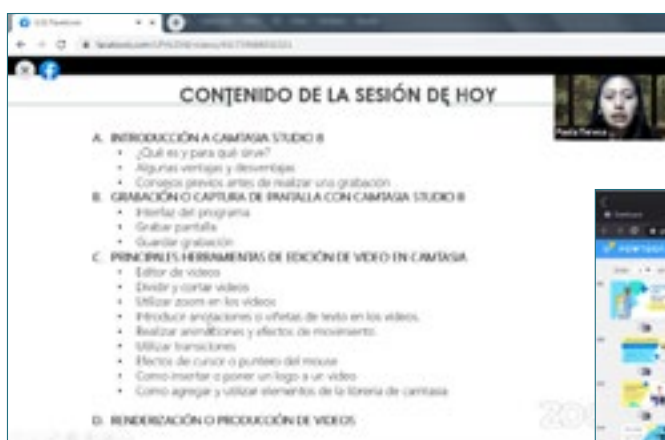 facebook.com/
CONTENIDO DE LA SESIÓN DE HOY
A. INTRODUCCIÓN A CAMTASIA STUDIO 8
• ¿Qué es y para qué sirve?
• Algunas ventajas y desventajas
• Consejos previos antes de realizar una grabación
B. GRABACIÓN O CAPTURA DE PANTALLA CON CAMTASIA STUDIO 8
• Interfaz del programa
• Grabar pantalla
• Guardar grabación
C. PRINCIPALES HERRAMIENTAS DE EDICIÓN DE VIDEO EN CAMTASIA
• Editor de videos
• Dividir y cortar videos
• Utilizar zoom en los videos
• Introducir anotaciones o viñetas de texto en los videos.
• Realizar animaciones y efectos de movimiento
• Utilizar transiciones
• Efectos de cursor o puntero del mouse
• Como insertar o poner un logo a un video
• Como agregar y utilizar elementos de la librería de camtasia
D. RENDERIZACIÓN O PRODUCCIÓN DE VIDEOS